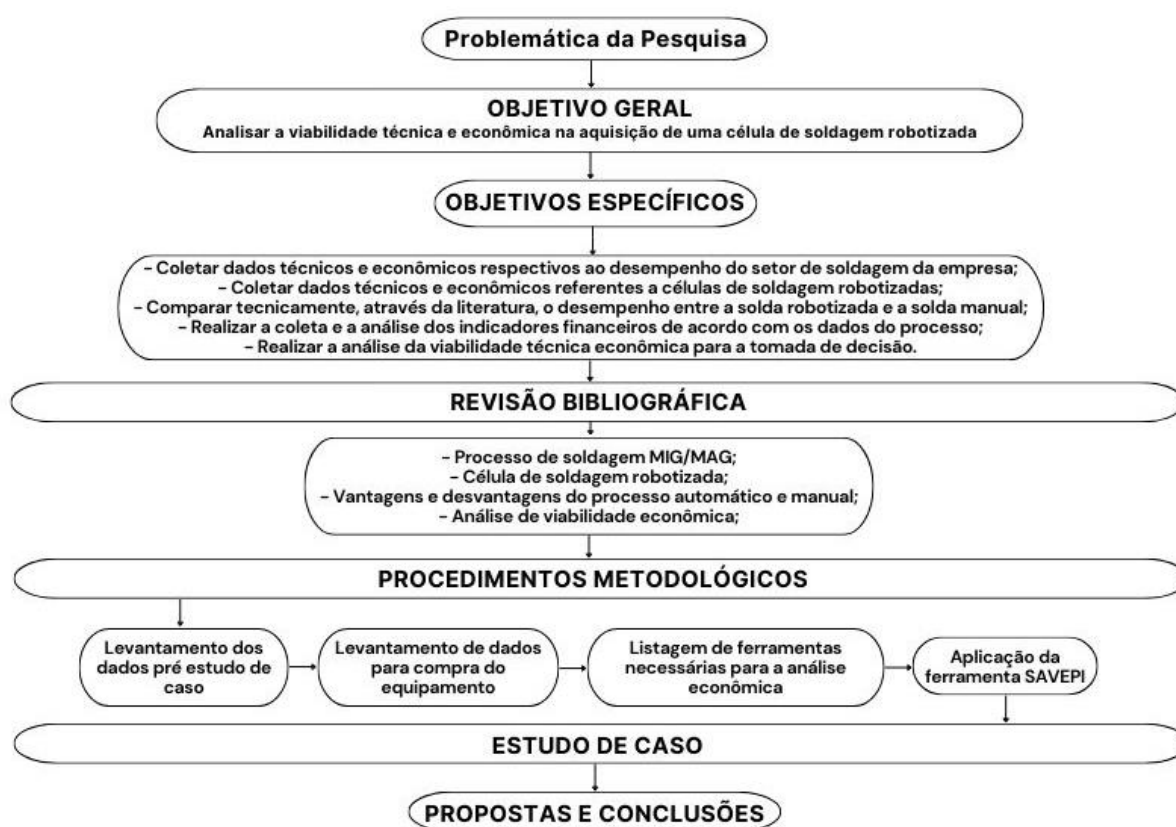 Problemática da Pesquisa
OBJETIVO GERAL
Analisar a viabilidade técnica e econômica na aquisição de uma célula de soldagem robotizada
OBJETIVOS ESPECÍFICOS
– Coletar dados técnicos e econômicos respectivos ao desempenho do setor de soldagem da empresa;
– Coletar dados técnicos e econômicos referentes a células de soldagem robotizadas;
– Comparar tecnicamente, através da literatura, o desempenho entre a solda robotizada e a solda manual;
– Realizar a coleta e a análise dos indicadores financeiros de acordo com os dados do processo;
– Realizar a análise da viabilidade técnica econômica para a tomada de decisão.
REVISÃO BIBLIOGRÁFICA
– Processo de soldagem MIG/MAG;
– Célula de soldagem robotizada;
– Vantagens e desvantagens do processo automático e manual;
– Análise de viabilidade econômica;
PROCEDIMENTOS METODOLÓGICOS
Levantamento dos
dados pré estudo de
caso
Levantamento de dados
para compra do
equipamento
Listagem de ferramentas
necessárias para a análise
econômica
Aplicação da
ferramenta SAVEPI
ESTUDO DE CASO
PROPOSTAS E CONCLUSÕES